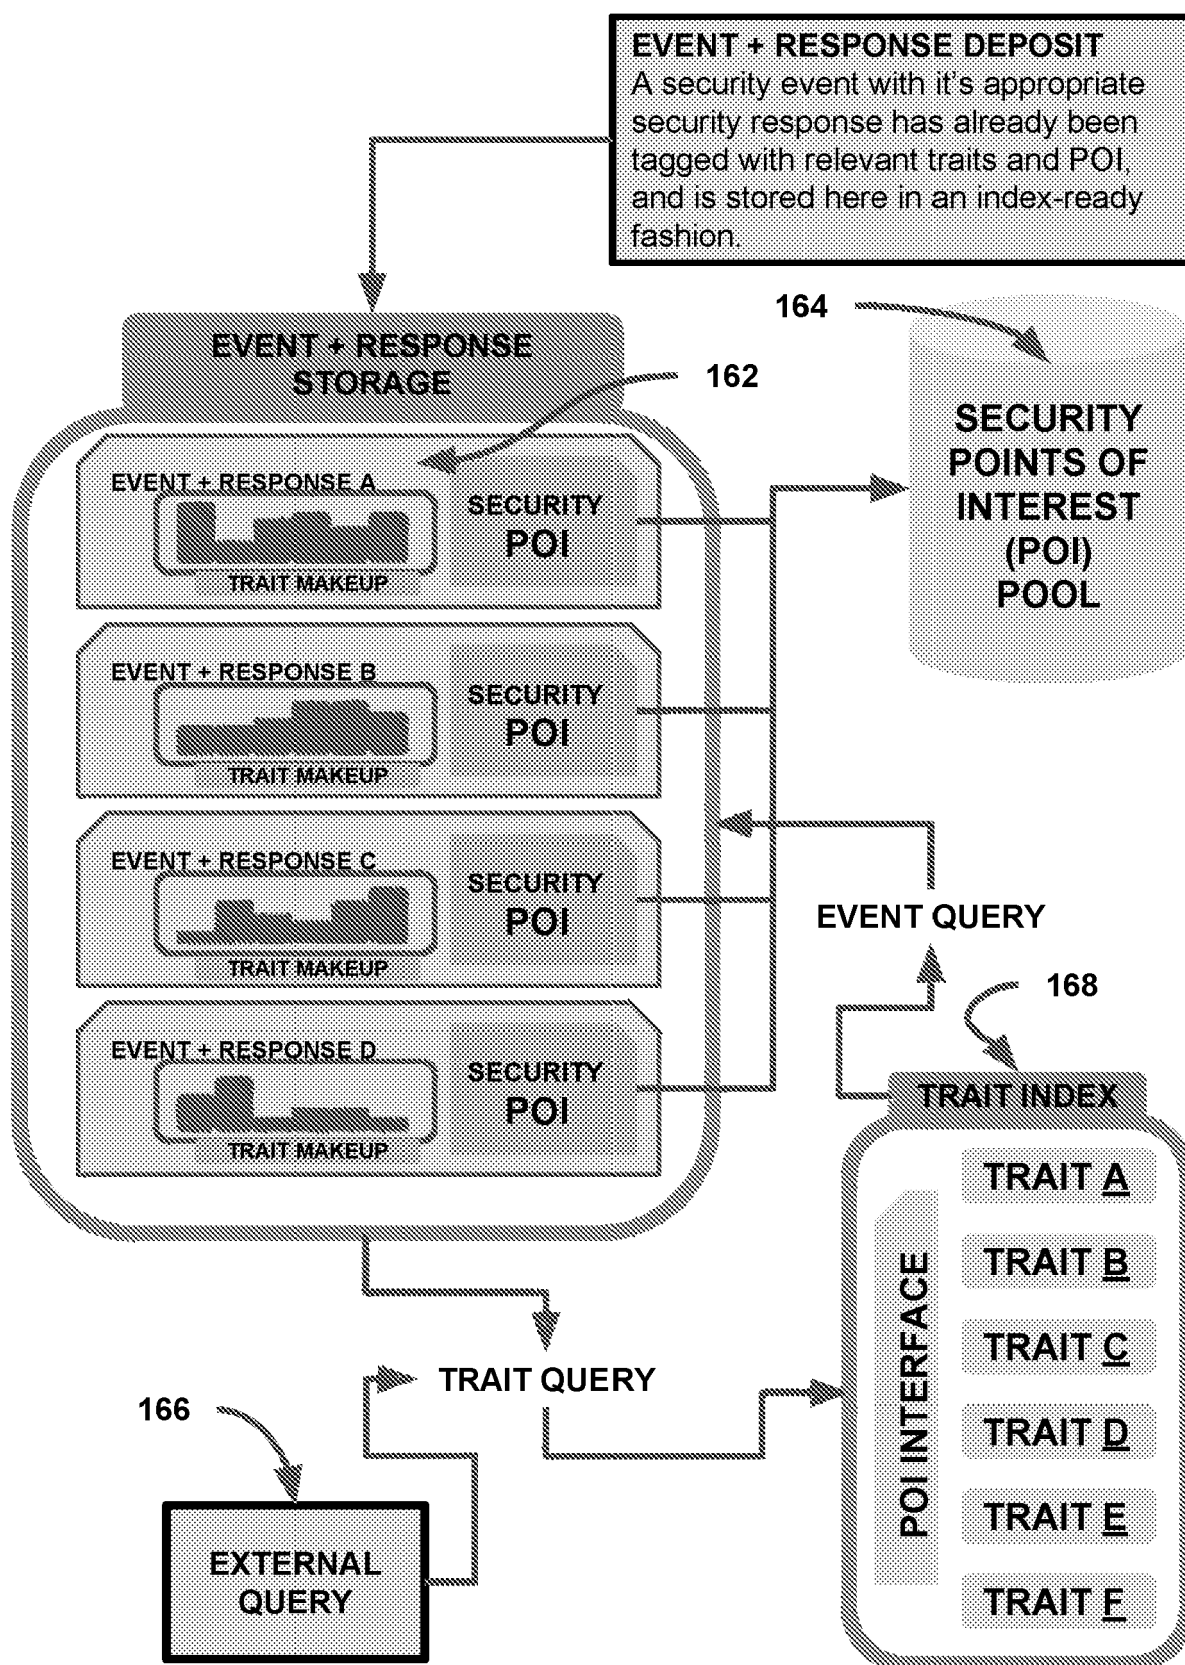 EVENT + RESPONSE DEPOSIT
A security event with it's appropriate
security response has already been
tagged with relevant traits and POI,
and is stored here in an index-ready
fashion.
164
EVENT + RESPONSE
STORAGE
162
SECURITY
POINTS OF
INTEREST
(POI)
POOL
EVENT + RESPONSE A
TRAIT MAKEUP
SECURITY
POI
EVENT + RESPONSE B
TRAIT MAKEUP
SECURITY
POI
EVENT + RESPONSE C
TRAIT MAKEUP
SECURITY
POI
EVENT QUERY
168
EVENT + RESPONSE D
TRAIT MAKEUP
SECURITY
POI
TRAIT INDEX
POI INTERFACE
TRAIT A
TRAIT B
TRAIT C
TRAIT D
TRAIT E
TRAIT F
TRAIT QUERY
166
EXTERNAL
QUERY